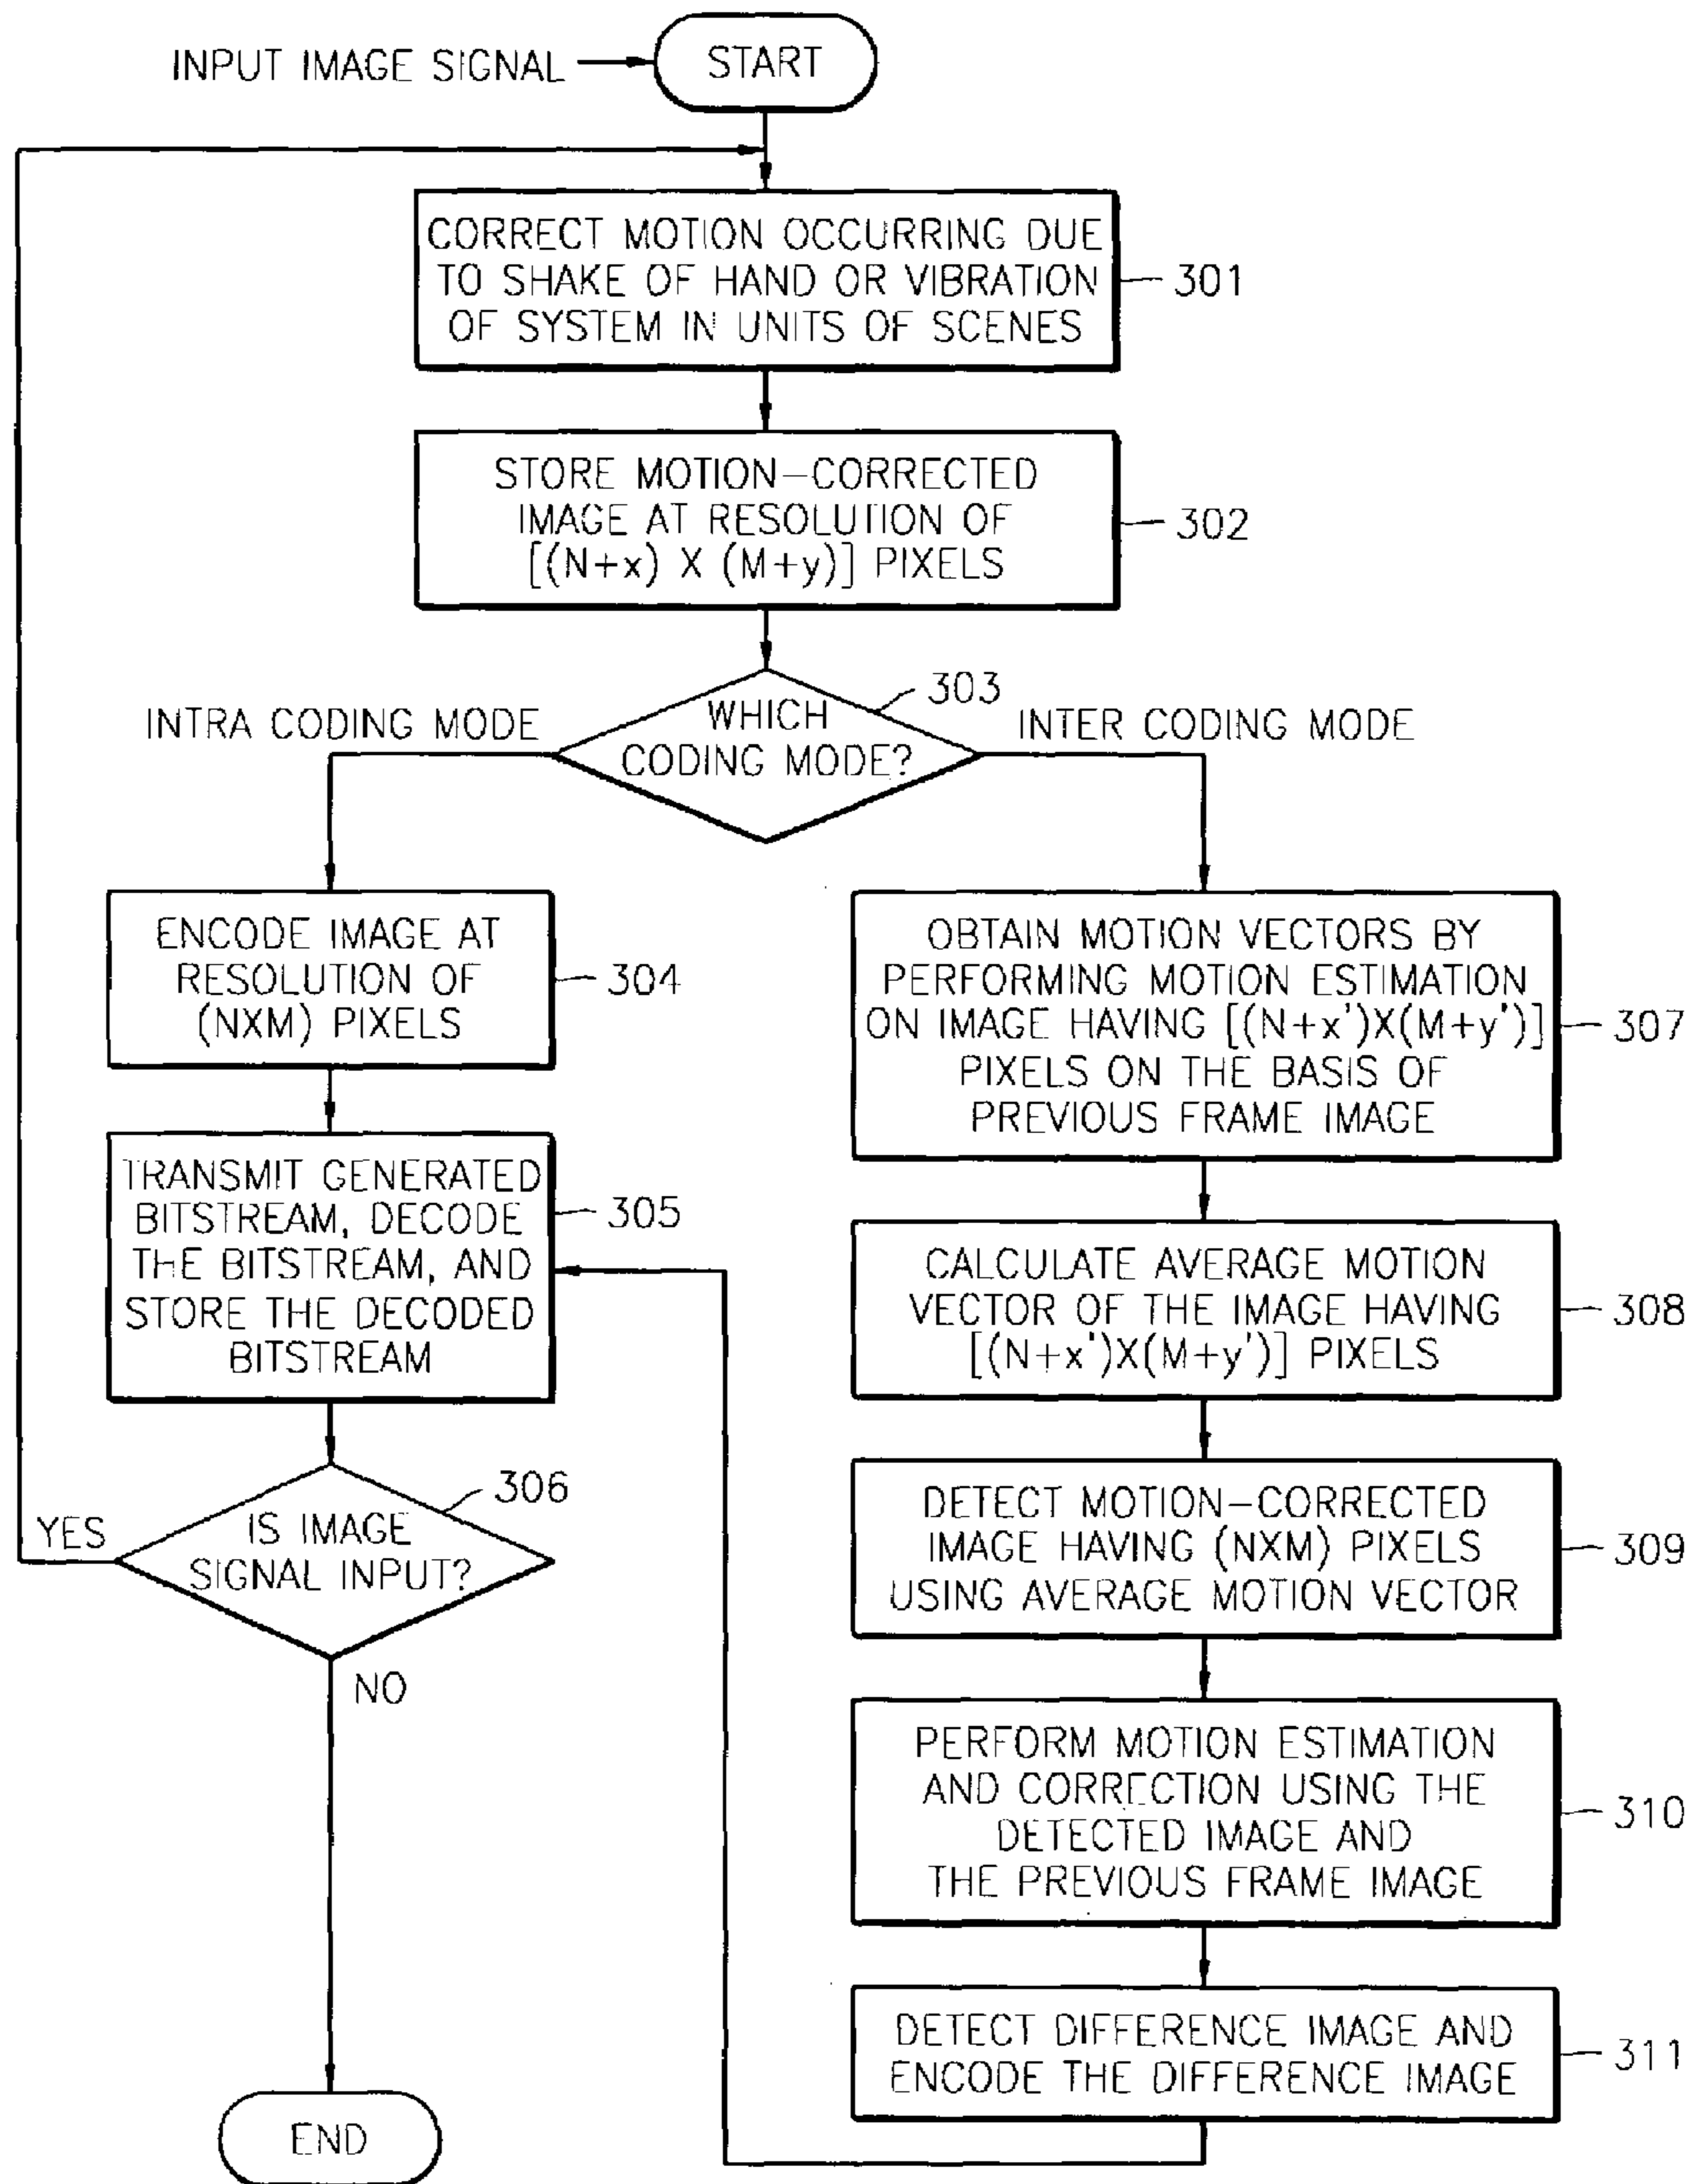 INPUT IMAGE SIGNAL
START
CORRECT MOTION OCCURRING DUE
TO SHAKE OF HAND OR VIBRATION
OF SYSTEM IN UNITS OF SCENES
301
STORE MOTION-CORRECTED
IMAGE AT RESOLUTION OF
[(N+x) X (M+y)] PIXELS
302
303
INTRA CODING MODE
WHICH
CODING MODE?
INTER CODING MODE
ENCODE IMAGE AT
RESOLUTION OF
(NXM) PIXELS
304
TRANSMIT GENERATED
BITSTREAM, DECODE
THE BITSTREAM, AND
STORE THE DECODED
BITSTREAM
305
306
YES
IS IMAGE
SIGNAL INPUT?
NO
END
OBTAIN MOTION VECTORS BY
PERFORMING MOTION ESTIMATION
ON IMAGE HAVING [(N+x')X(M+y')]
PIXELS ON THE BASIS OF
PREVIOUS FRAME IMAGE
307
CALCULATE AVERAGE MOTION
VECTOR OF THE IMAGE HAVING
[(N+x')X(M+y')] PIXELS
308
DETECT MOTION-CORRECTED
IMAGE HAVING (NXM) PIXELS
USING AVERAGE MOTION VECTOR
309
PERFORM MOTION ESTIMATION
AND CORRECTION USING THE
DETECTED IMAGE AND
THE PREVIOUS FRAME IMAGE
310
DETECT DIFFERENCE IMAGE AND
ENCODE THE DIFFERENCE IMAGE
311